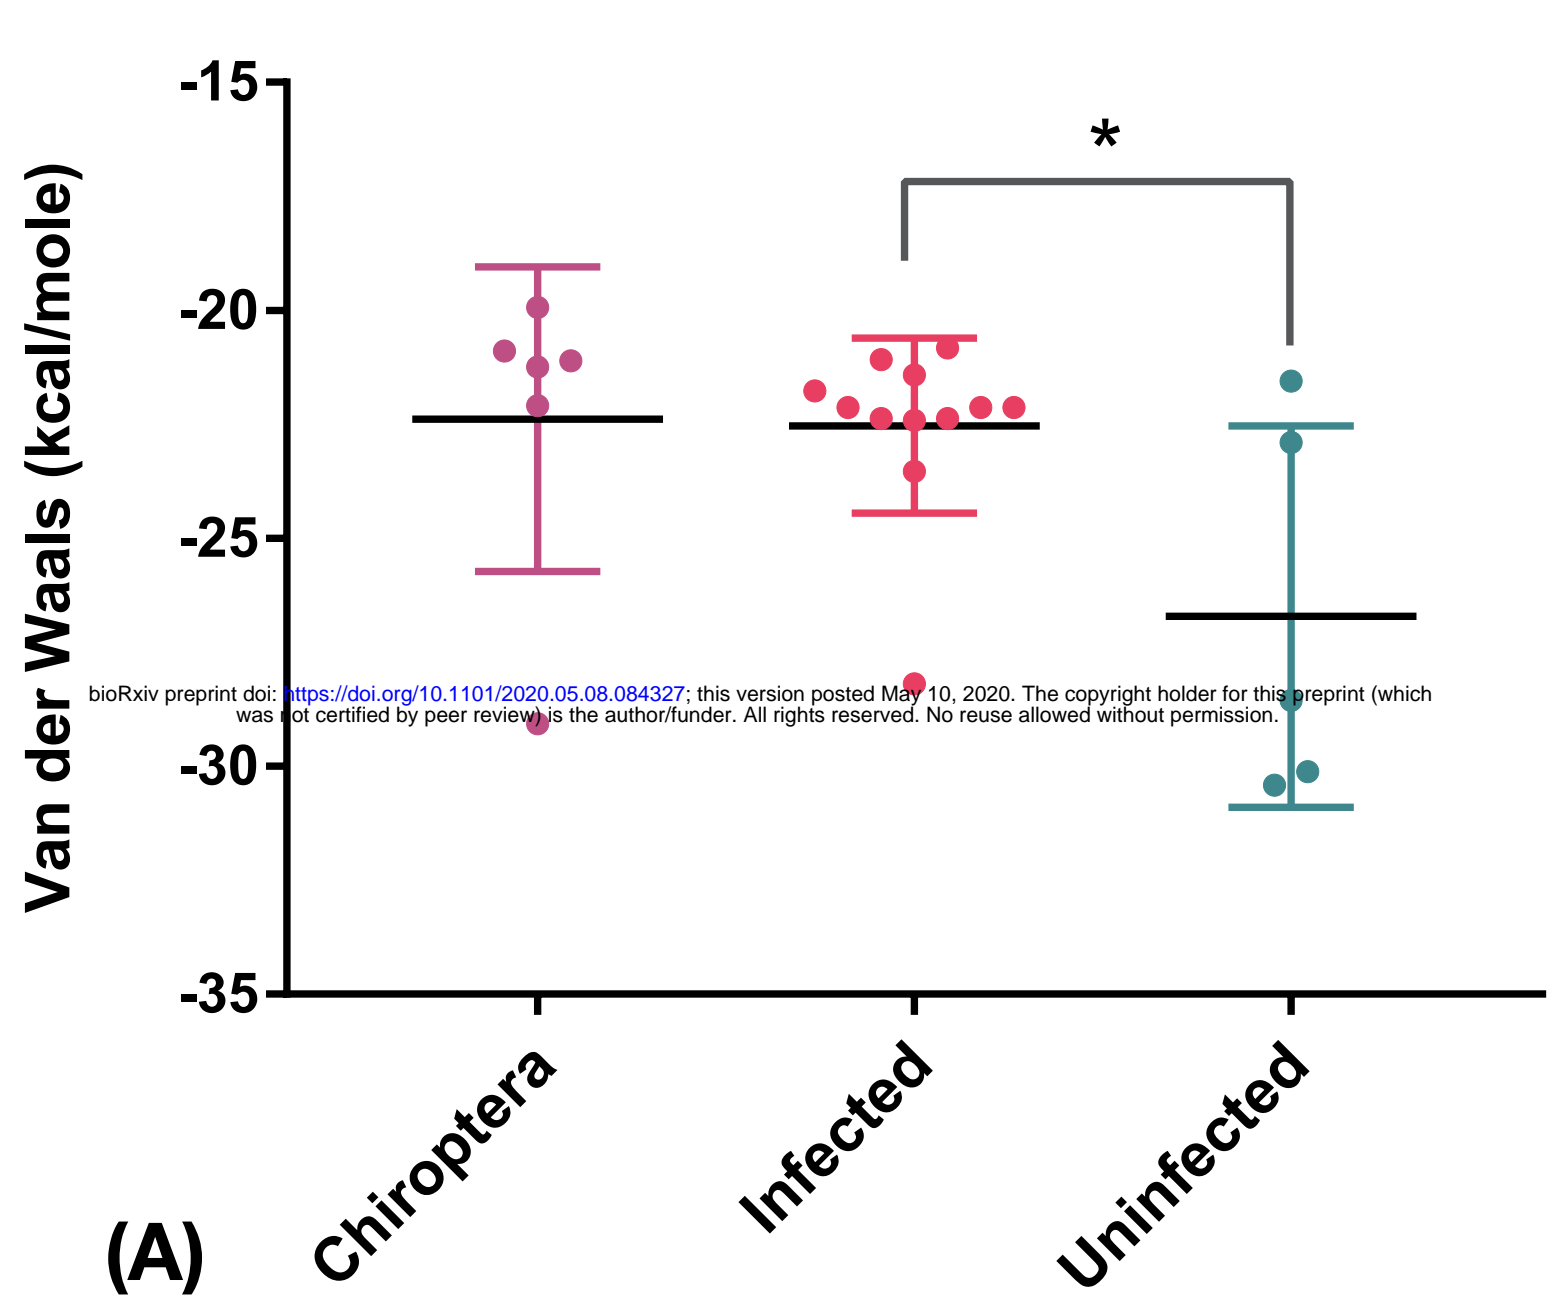 -15
*
-20
-25
Van der Waals (kcal/mole)
bioRxiv preprint doi: https://doi.org/10.1101/2020.05.08.084327; this version posted May 10, 2020. The copyright holder for this preprint (which
was not certified by peer review) is the author/funder. All rights reserved. No reuse allowed without permission.
-30
-35
Chiroptera
Infected
Uninfected
(A)